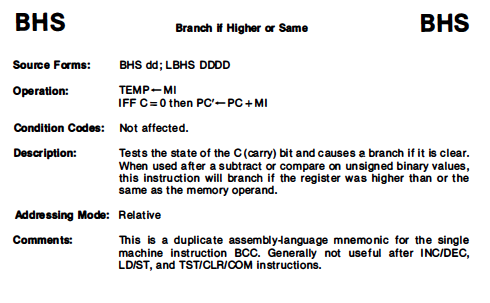 BHS Branch if Higher or Same BHS
Source Forms: BHS dd; LBHS DDDD
Operation: TEMP←MI
IFF C=0 then PC′←PC+MI
Condition Codes: Not affected.
Description: Tests the state of the C (carry) bit and causes a branch if it is clear.
When used after a subtract or compare on unsigned binary values,
this instruction will branch if the register was higher than or the
same as the memory operand.
Addressing Mode: Relative
Comments: This is a duplicate assembly-language mnemonic for the single
machine instruction BCC. Generally not useful after INC/DEC,
LD/ST, and TST/CLR/COM instructions.